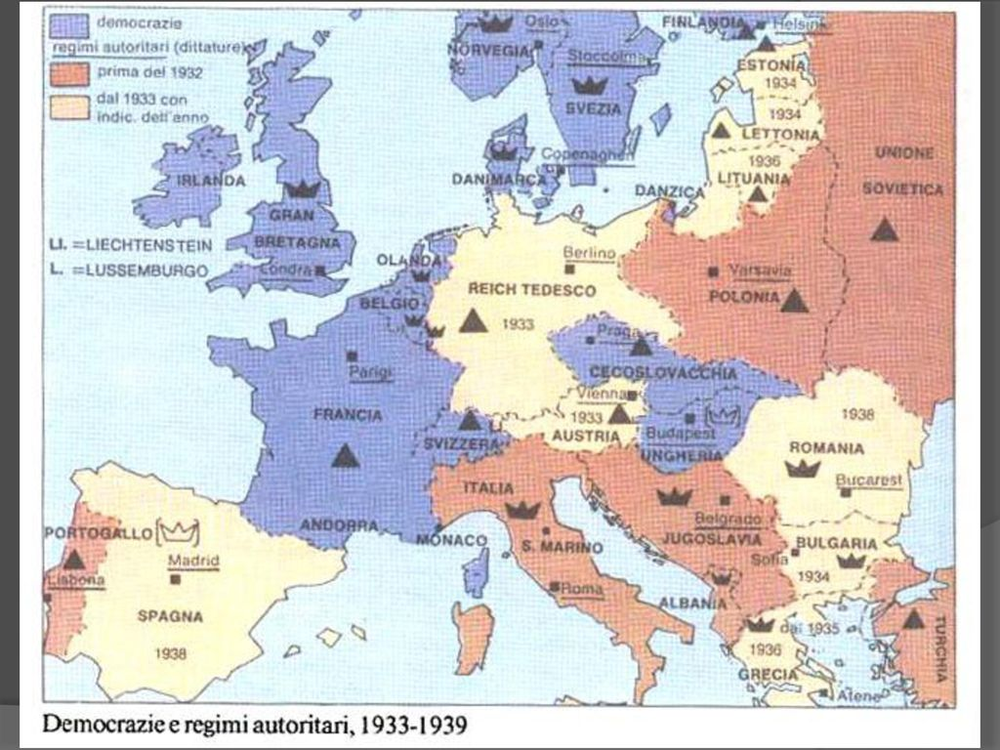 democrazie
regimi autoritari (dittature)
prima del 1932
dal 1933 con
indic. dell'anno
LI. =LIECHTENSTEIN
L. =LUSSEMBURGO
NORVEGIA
Oslo
Stoccolma
SVEZIA
FINLANDIA
Helsinki
ESTONIA
1934
1934
LETTONIA
1936
LITUANIA
UNIONE
SOVIETICA
IRLANDA
GRAN
BRETAGNA
Londra
DANIMARCA
Copenaghen
DANZICA
OLANDA
BELGIO
Berlino
REICH TEDESCO
1933
Varsavia
POLONIA
Parigi
FRANCIA
Praga
CECOSLOVACCHIA
Vienna
1933
AUSTRIA
LI.
SVIZZERA
Budapest
UNGHERIA
1938
ROMANIA
Bucarest
ITALIA
ANDORRA
MONACO
S. MARINO
Roma
Belgrado
JUGOSLAVIA
Sofia
BULGARIA
1934
ALBANIA
PORTOGALLO
Lisbona
Madrid
SPAGNA
1938
dal 1935
1936
GRECIA
Atene
TURCHIA
Democrazie e regimi autoritari, 1933-1939